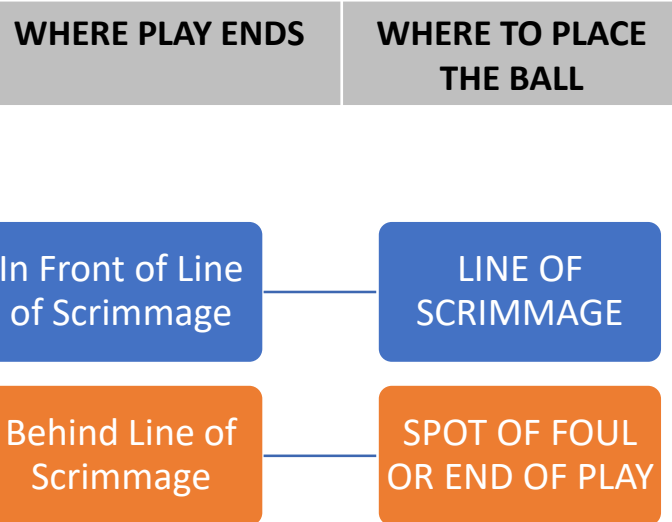 WHERE PLAY ENDS
WHERE TO PLACE
THE BALL
In Front of Line
of Scrimmage
LINE OF
SCRIMMAGE
Behind Line of
Scrimmage
SPOT OF FOUL
OR END OF PLAY